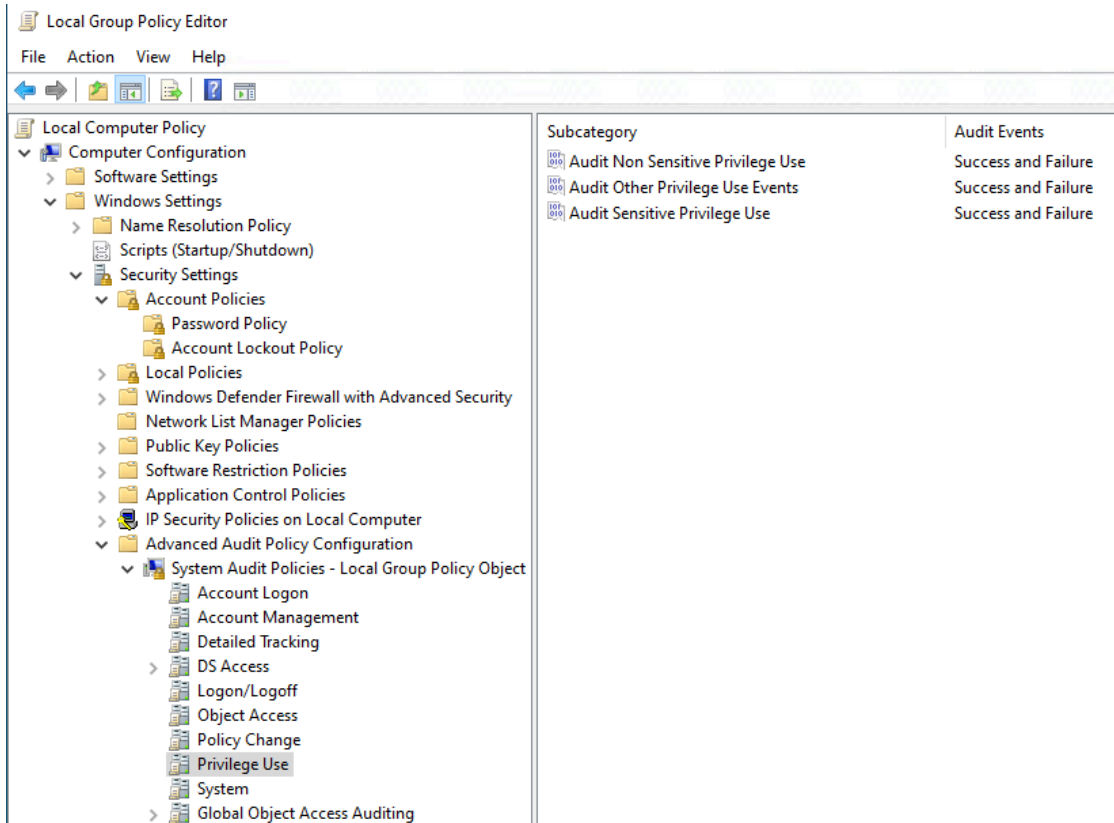 Local Group Policy Editor
File Action View Help
Local Computer Policy
Computer Configuration
Software Settings
Windows Settings
Name Resolution Policy
Scripts (Startup/Shutdown)
Security Settings
Account Policies
Password Policy
Account Lockout Policy
Local Policies
Windows Defender Firewall with Advanced Security
Network List Manager Policies
Public Key Policies
Software Restriction Policies
Application Control Policies
IP Security Policies on Local Computer
Advanced Audit Policy Configuration
System Audit Policies - Local Group Policy Object
Account Logon
Account Management
Detailed Tracking
DS Access
Logon/Logoff
Object Access
Policy Change
Privilege Use
System
Global Object Access Auditing
Subcategory Audit Events
Audit Non Sensitive Privilege Use Success and Failure
Audit Other Privilege Use Events Success and Failure
Audit Sensitive Privilege Use Success and Failure